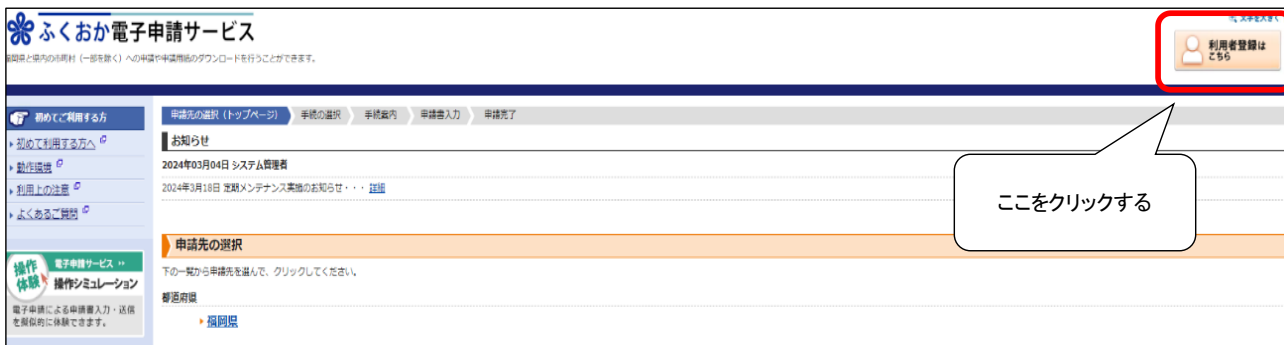 ふくおか電子申請サービス
文字を大きく
福岡県と県内の市町村（一部を除く）への申請や申請用紙のダウンロードを行うことができます。
利用者登録は
こちら
初めてご利用する方
初めて利用する方へ
動作環境
利用上の注意
よくあるご質問
操作
体験
電子申請サービス
操作シミュレーション
電子申請による申請書入力・送信
を擬似的に体験できます。
申請先の選択（トップページ）
手続の選択
手続案内
申請書入力
申請完了
お知らせ
2024年03月04日 システム管理者
2024年3月18日 定期メンテナンス実施のお知らせ・・・ 詳細
ここをクリックする
申請先の選択
下の一覧から申請先を選んで、クリックしてください。
都道府県
福岡県